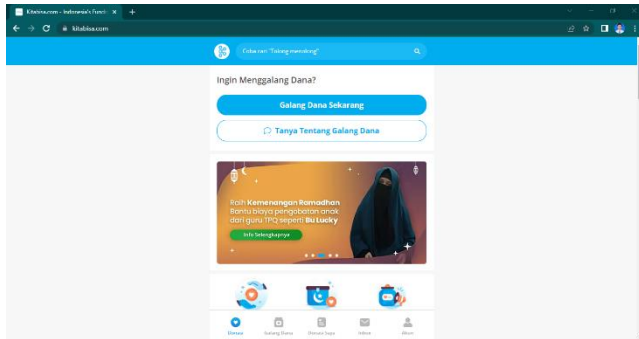 Kitabisa.com - Indonesia's Fundr
kitabisa.com
Coba cari "Tolong menolong"
Ingin Menggalang Dana?
Galang Dana Sekarang
Tanya Tentang Galang Dana
Raih Kemenangan Ramadhan
Bantu biaya pengobatan anak
dari guru TPQ seperti Bu Lucky
Info Selengkapnya
Donasi
Galang Dana
Donasi Saya
Inbox
Akun